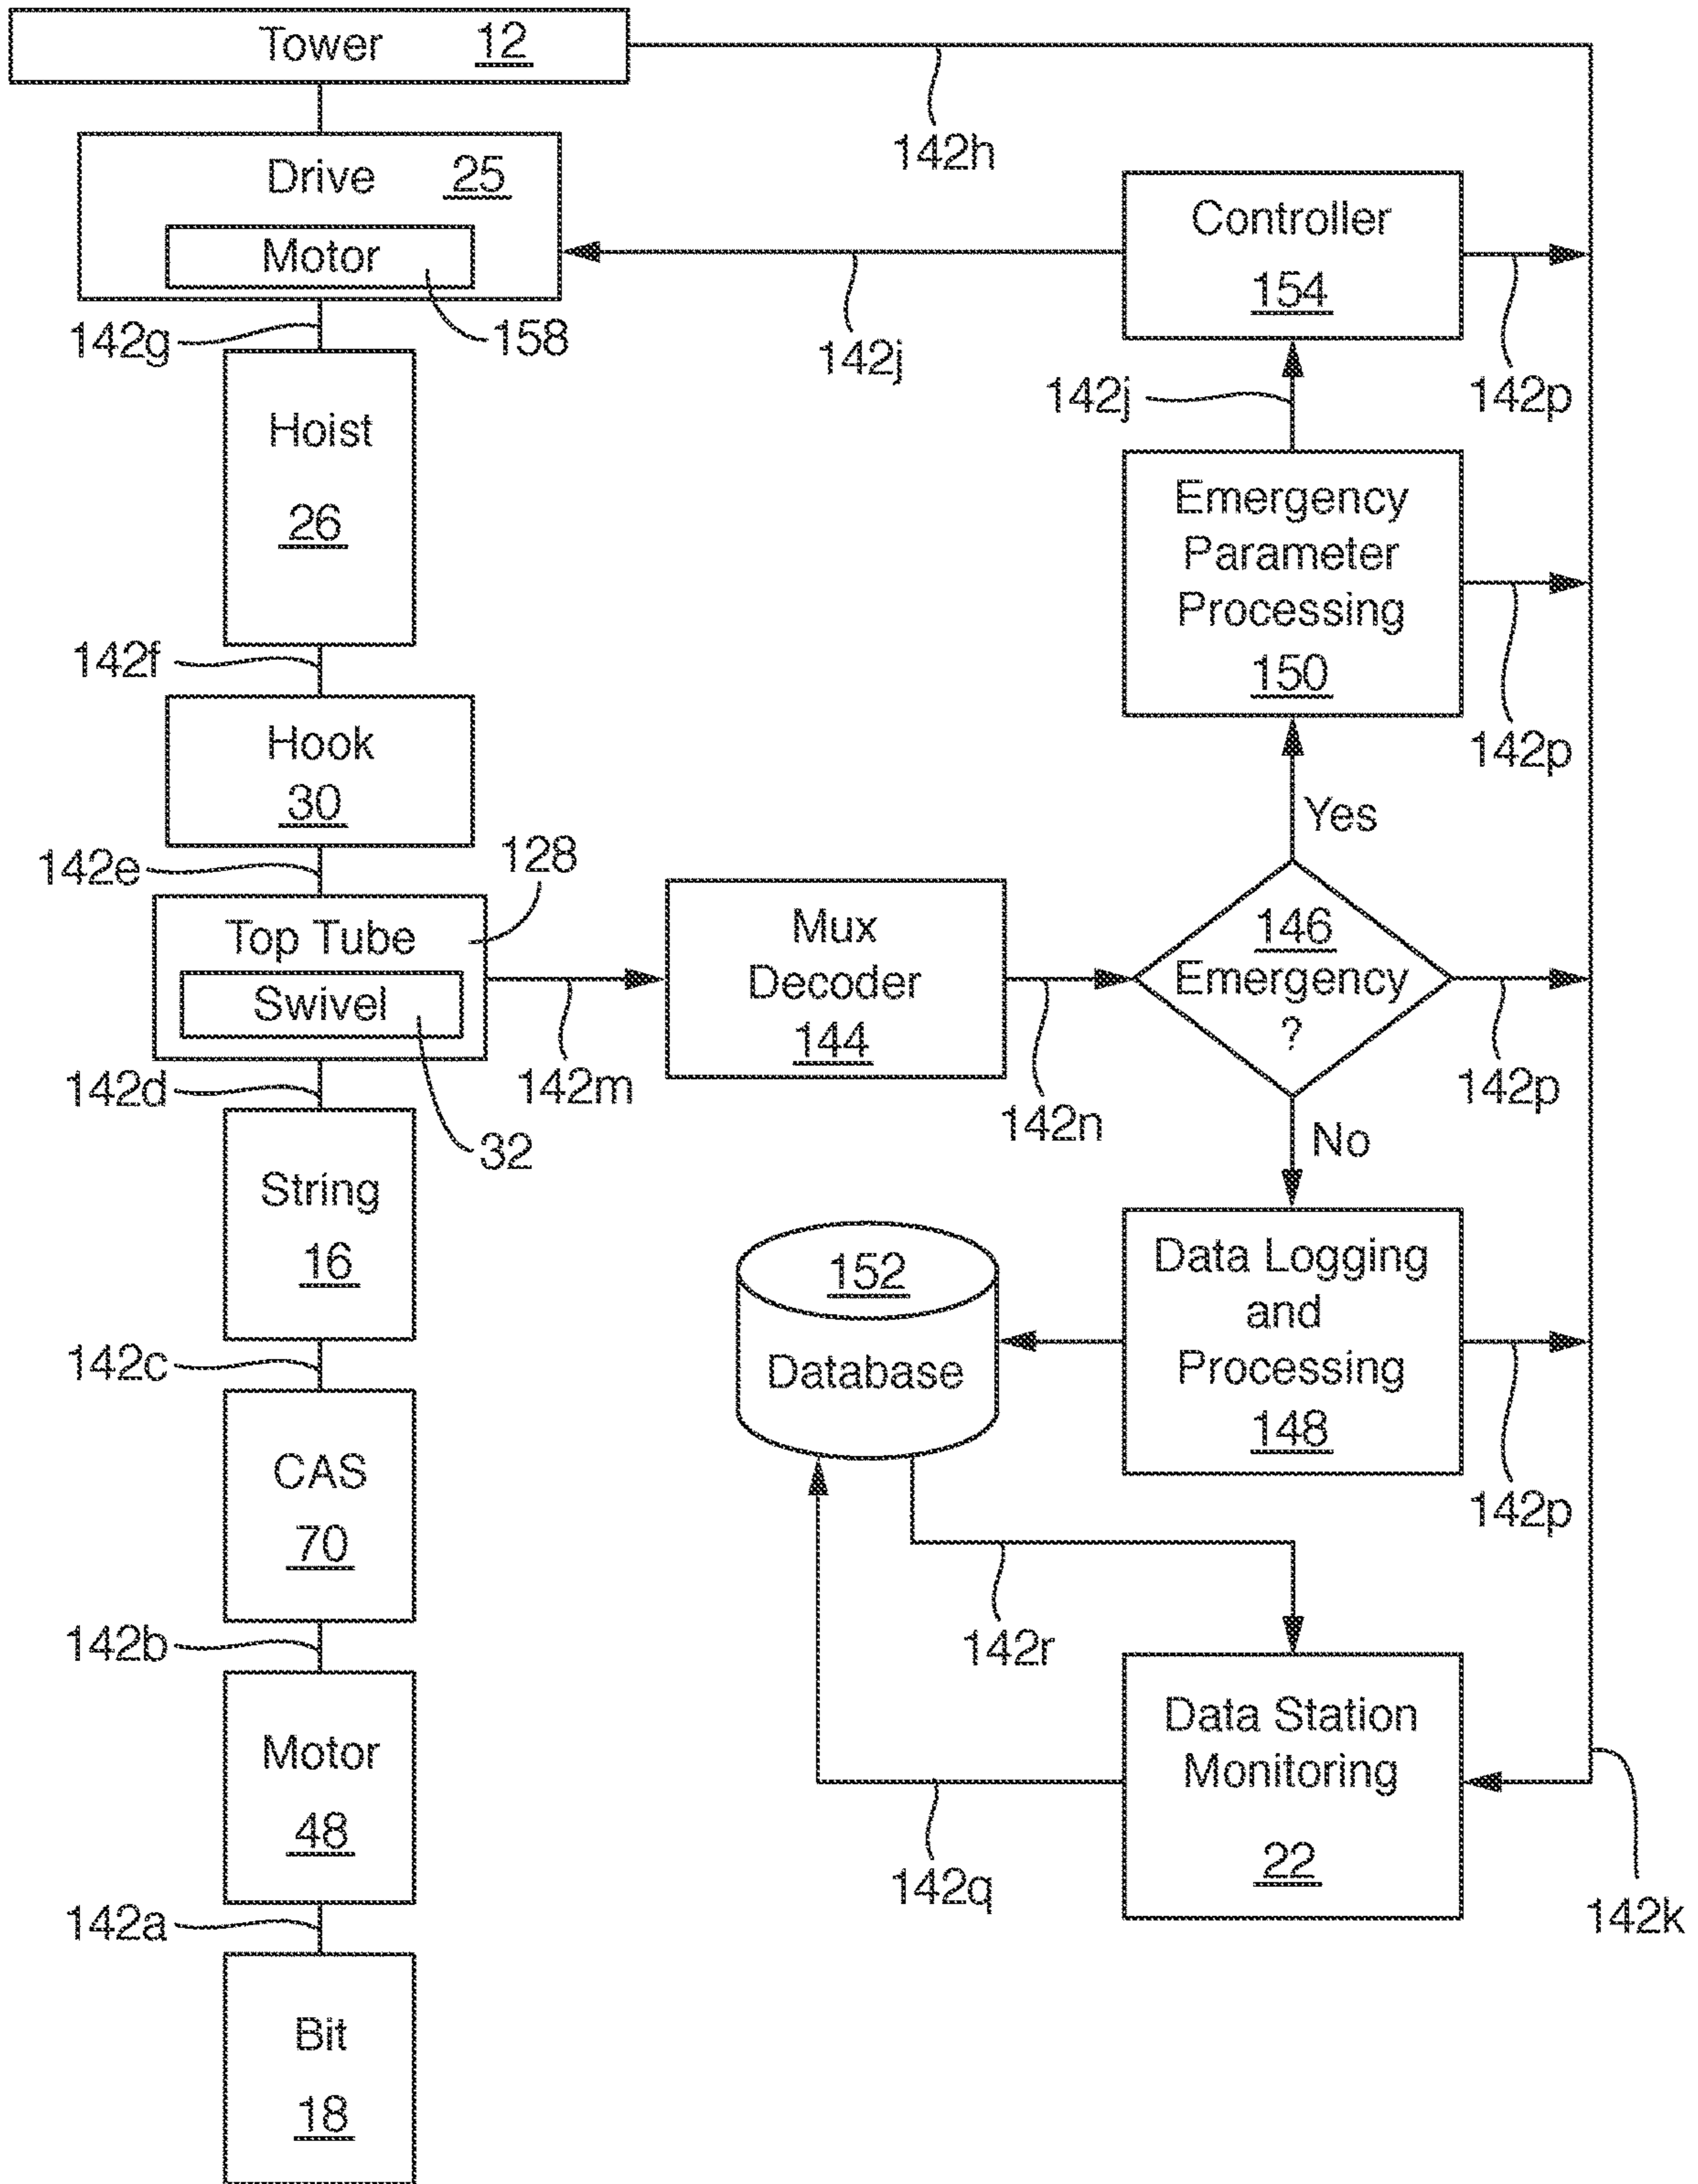 Tower 12
142h
Drive 25
Motor
158
142g
142j
Controller
154
142p
142j
Hoist
26
Emergency
Parameter
Processing
150
142p
142f
Hook
30
Yes
142e
128
Top Tube
Swivel
32
142m
Mux
Decoder
144
142n
146
Emergency
?
142p
No
142d
String
16
152
Database
Data Logging
and
Processing
148
142p
142c
CAS
70
142r
142b
Data Station
Monitoring
22
142q
142k
Motor
48
142a
Bit
18